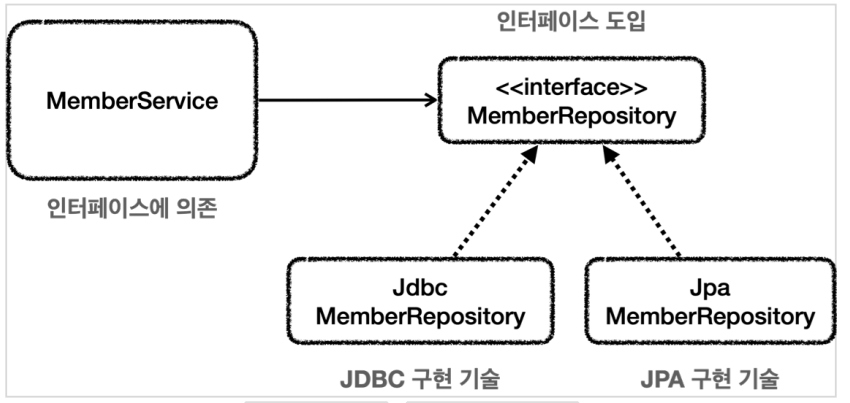 인터페이스 도입
MemberService
<<interface>>
MemberRepository
인터페이스에 의존
Jdbc
MemberRepository
Jpa
MemberRepository
JDBC 구현 기술
JPA 구현 기술